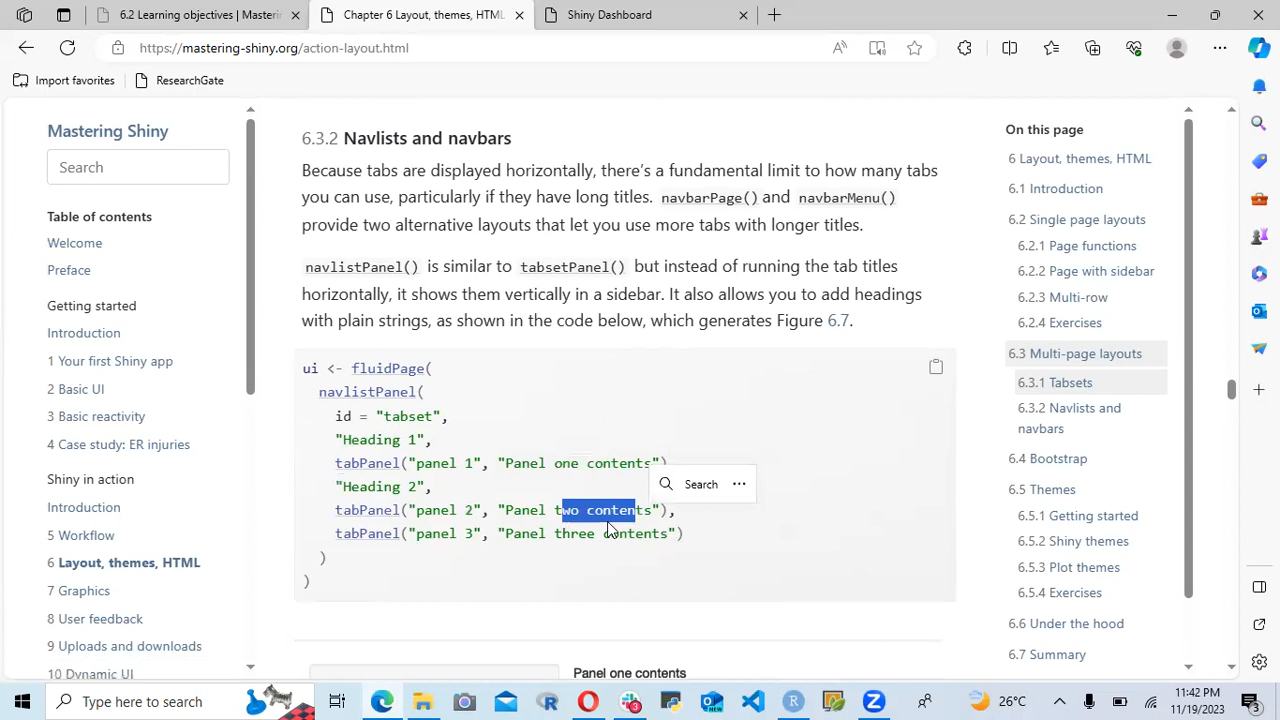 6.2 Learning objectives | Masterin
Chapter 6 Layout, themes, HTML
Shiny Dashboard
https://mastering-shiny.org/action-layout.html
Import favorites
ResearchGate
Mastering Shiny
Search
Table of contents
Welcome
Preface
Getting started
Introduction
1 Your first Shiny app
2 Basic UI
3 Basic reactivity
4 Case study: ER injuries
Shiny in action
Introduction
5 Workflow
6 Layout, themes, HTML
7 Graphics
8 User feedback
9 Uploads and downloads
10 Dynamic UI
6.3.2 Navlists and navbars
Because tabs are displayed horizontally, there's a fundamental limit to how many tabs
you can use, particularly if they have long titles. navbarPage() and navbarMenu()
provide two alternative layouts that let you use more tabs with longer titles.
navlistPanel() is similar to tabsetPanel() but instead of running the tab titles
horizontally, it shows them vertically in a sidebar. It also allows you to add headings
with plain strings, as shown in the code below, which generates Figure 6.7.
ui <- fluidPage(
navlistPanel(
id = "tabset",
"Heading 1",
tabPanel("panel 1", "Panel one contents"),
"Heading 2",
tabPanel("panel 2", "Panel two contents"),
tabPanel("panel 3", "Panel three contents")
)
)
Search
Panel one contents
On this page
6 Layout, themes, HTML
6.1 Introduction
6.2 Single page layouts
6.2.1 Page functions
6.2.2 Page with sidebar
6.2.3 Multi-row
6.2.4 Exercises
6.3 Multi-page layouts
6.3.1 Tabsets
6.3.2 Navlists and
navbars
6.4 Bootstrap
6.5 Themes
6.5.1 Getting started
6.5.2 Shiny themes
6.5.3 Plot themes
6.5.4 Exercises
6.6 Under the hood
6.7 Summary
Type here to search
3
26°C
11:42 PM
11/19/2023
3